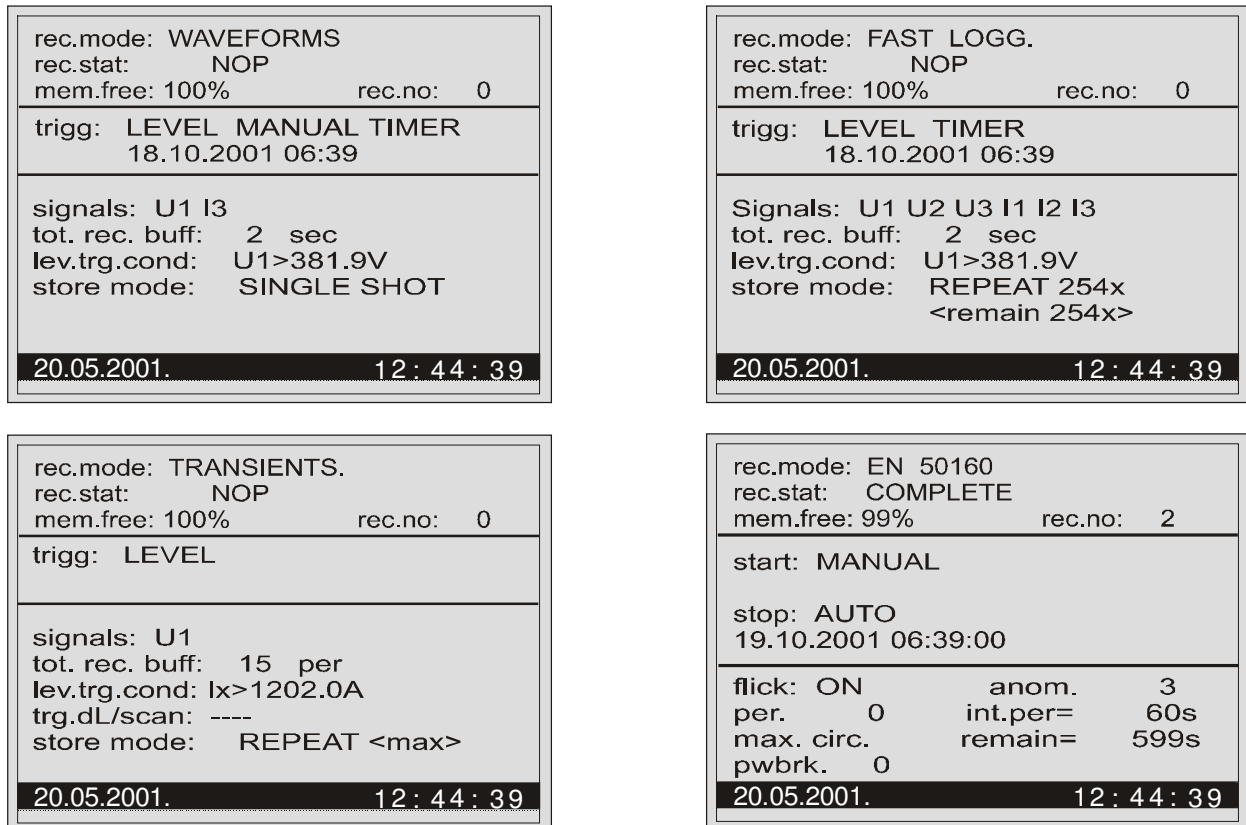 rec.mode: WAVEFORMS
rec.stat: NOP
mem.free: 100% rec.no: 0
trigg: LEVEL MANUAL TIMER
18.10.2001 06:39
signals: U1 I3
tot. rec. buff: 2 sec
lev.trg.cond: U1>381.9V
store mode: SINGLE SHOT
20.05.2001. 12:44:39
rec.mode: FAST LOGG.
rec.stat: NOP
mem.free: 100% rec.no: 0
trigg: LEVEL TIMER
18.10.2001 06:39
Signals: U1 U2 U3 I1 I2 I3
tot. rec. buff: 2 sec
lev.trg.cond: U1>381.9V
store mode: REPEAT 254x
<remain 254x>
20.05.2001. 12:44:39
rec.mode: TRANSIENTS.
rec.stat: NOP
mem.free: 100% rec.no: 0
trigg: LEVEL
signals: U1
tot. rec. buff: 15 per
lev.trg.cond: Ix>1202.0A
trg.dL/scan: ----
store mode: REPEAT <max>
20.05.2001. 12:44:39
rec.mode: EN 50160
rec.stat: COMPLETE
mem.free: 99% rec.no: 2
start: MANUAL
stop: AUTO
19.10.2001 06:39:00
flick: ON anom. 3
per. 0 int.per= 60s
max. circ. remain= 599s
pwbrk. 0
20.05.2001. 12:44:39